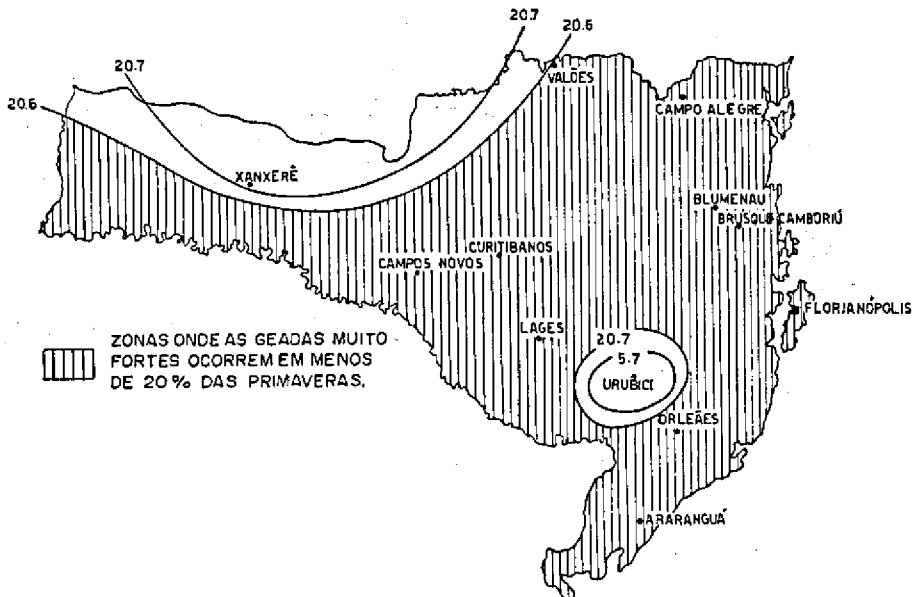 20.7
20.6
20.7
20.6
VALÕES
CAMPO ALEGRE
XANXERÊ
BLUMENAU
BRUSQUE CAMBORIÚ
CURITIBANOS
CAMPOS NOVOS
FLORIANÓPOLIS
LAGES
20.7
5.7
URUBICI
ORLEÃES
ARARANGUÁ
ZONAS ONDE AS GEADAS MUITO
FORTES OCORREM EM MENOS
DE 20% DAS PRIMAVERAS.